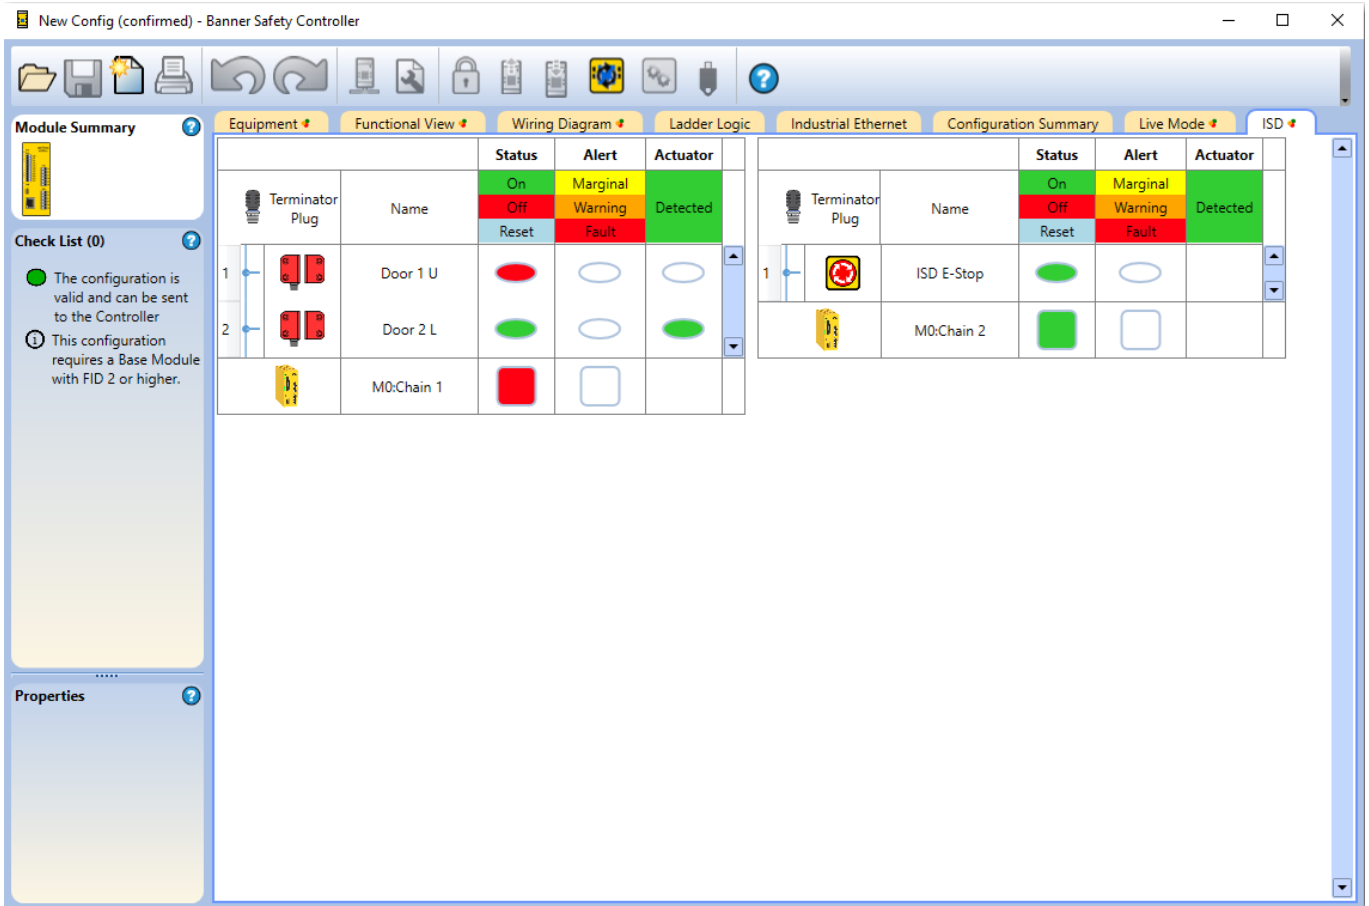 New Config (confirmed) - Banner Safety Controller
Module Summary
Equipment Functional View Wiring Diagram Ladder Logic Industrial Ethernet Configuration Summary Live Mode ISD
Check List (0)
The configuration is
valid and can be sent
to the Controller
This configuration
requires a Base Module
with FID 2 or higher.
Properties
Status Alert Actuator
Terminator
Plug
Name
On Marginal
Off Warning Detected
Reset Fault
1 Door 1 U
2 Door 2 L
M0:Chain 1
Status Alert Actuator
Terminator
Plug
Name
On Marginal
Off Warning Detected
Reset Fault
1 ISD E-Stop
M0:Chain 2